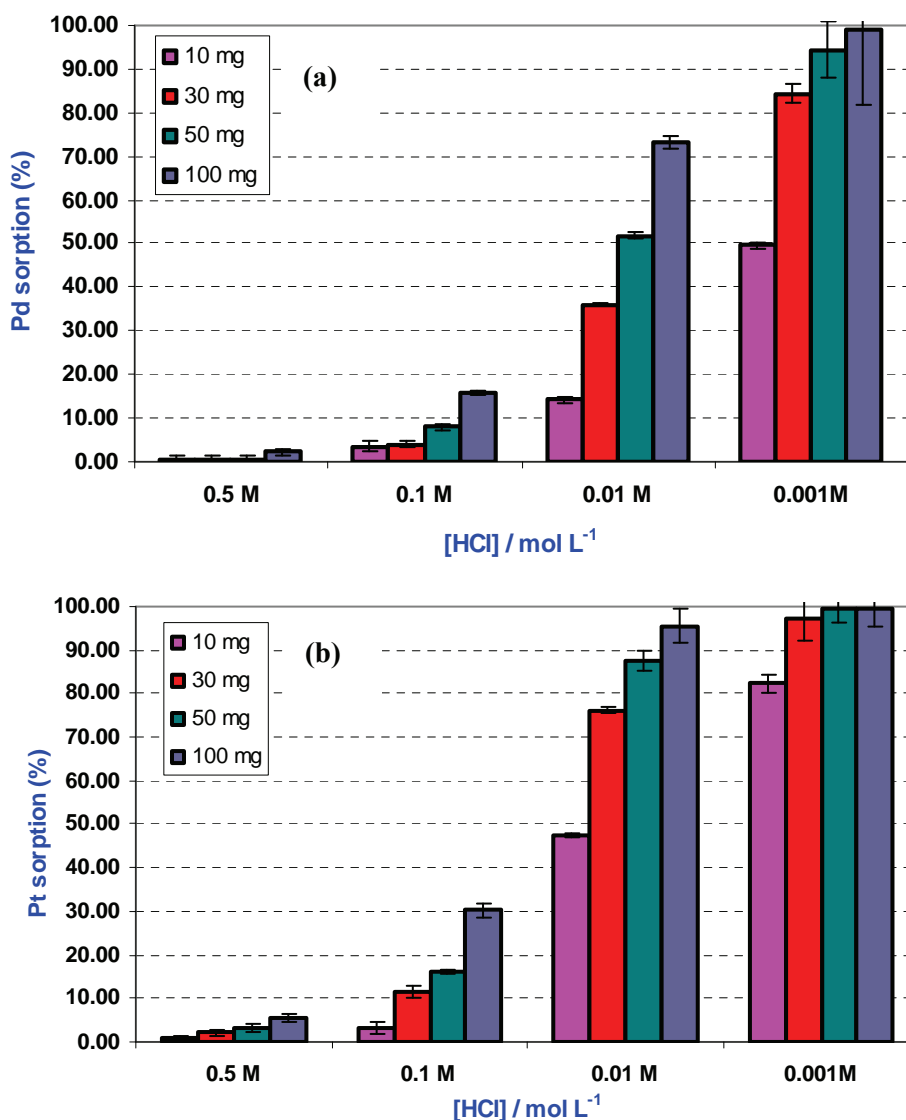 100.00
90.00
80.00
70.00
60.00
50.00
40.00
30.00
20.00
10.00
0.00
Pd sorption (%)
10 mg
30 mg
50 mg
100 mg
(a)
0.5 M
0.1 M
0.01 M
0.001M
[HCl] / mol L⁻¹
100.00
90.00
80.00
70.00
60.00
50.00
40.00
30.00
20.00
10.00
0.00
Pt sorption (%)
10 mg
30 mg
50 mg
100 mg
(b)
0.5 M
0.1 M
0.01 M
0.001M
[HCl] / mol L⁻¹